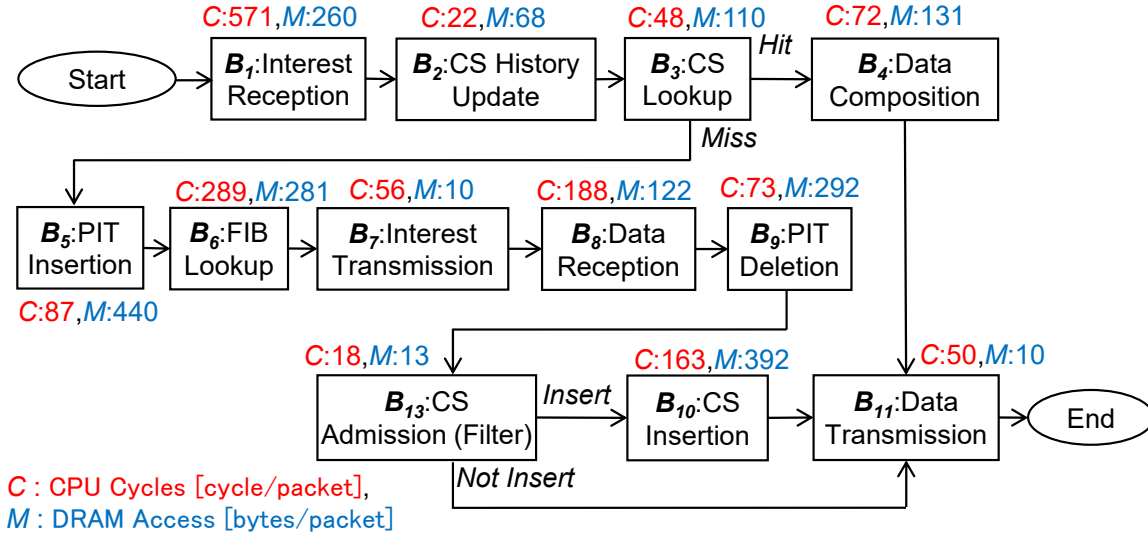 C:571,M:260
C:22,M:68
C:48,M:110
C:72,M:131
Start
B1:Interest
Reception
B2:CS History
Update
B3:CS
Lookup
Hit
B4:Data
Composition
Miss
C:289,M:281
C:56,M:10
C:188,M:122
C:73,M:292
B5:PIT
Insertion
B6:FIB
Lookup
B7:Interest
Transmission
B8:Data
Reception
B9:PIT
Deletion
C:87,M:440
C:18,M:13
C:163,M:392
C:50,M:10
B13:CS
Admission (Filter)
Insert
B10:CS
Insertion
B11:Data
Transmission
End
Not Insert
C : CPU Cycles [cycle/packet],
M : DRAM Access [bytes/packet]